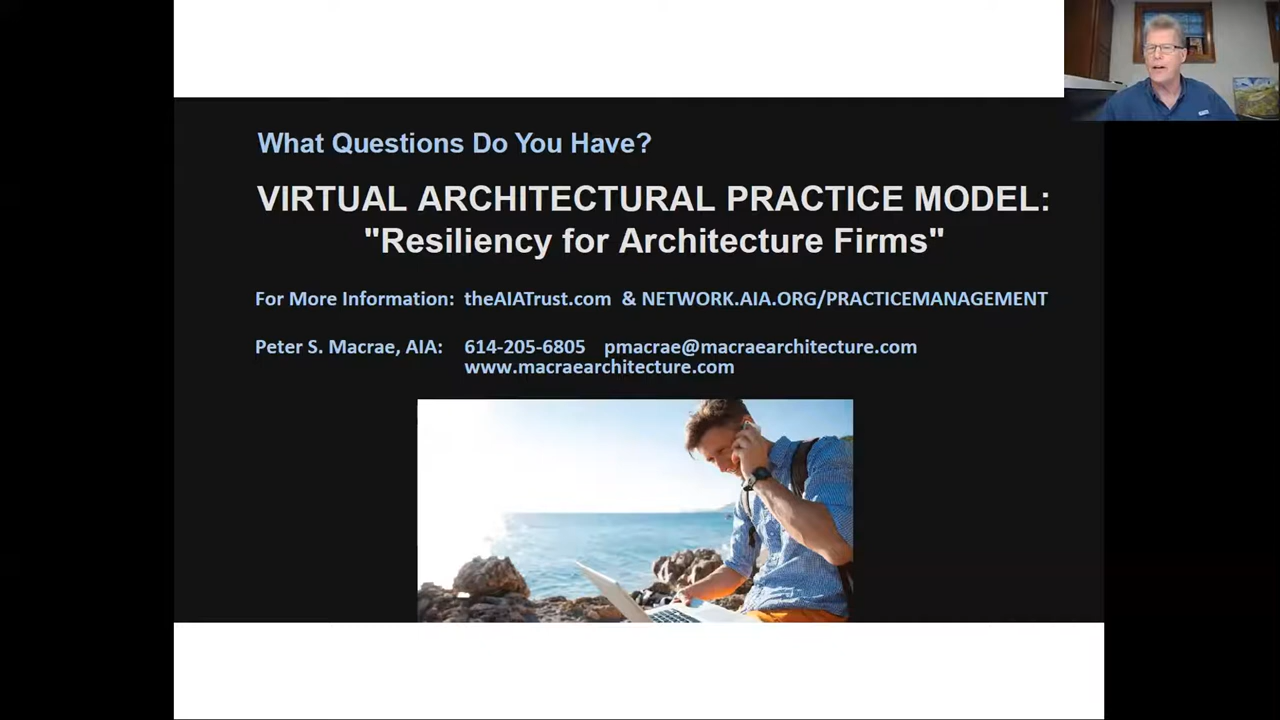 What Questions Do You Have?
VIRTUAL ARCHITECTURAL PRACTICE MODEL:
"Resiliency for Architecture Firms"
For More Information: theAIATrust.com & NETWORK.AIA.ORG/PRACTICEMANAGEMENT
Peter S. Macrae, AIA: 614-205-6805 pmacrae@macraearchitecture.com
www.macraearchitecture.com